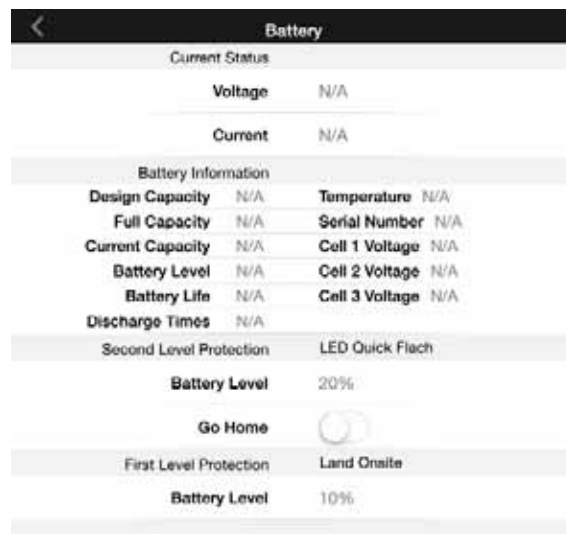 Battery
Current Status
Voltage N/A
Current N/A
Battery Information
Design Capacity N/A Temperature N/A
Full Capacity N/A Serial Number N/A
Current Capacity N/A Cell 1 Voltage N/A
Battery Level N/A Cell 2 Voltage N/A
Battery Life N/A Cell 3 Voltage N/A
Discharge Times N/A
Second Level Protection LED Quick Flach
Battery Level 20%
Go Home
First Level Protection Land Onsite
Battery Level 10%